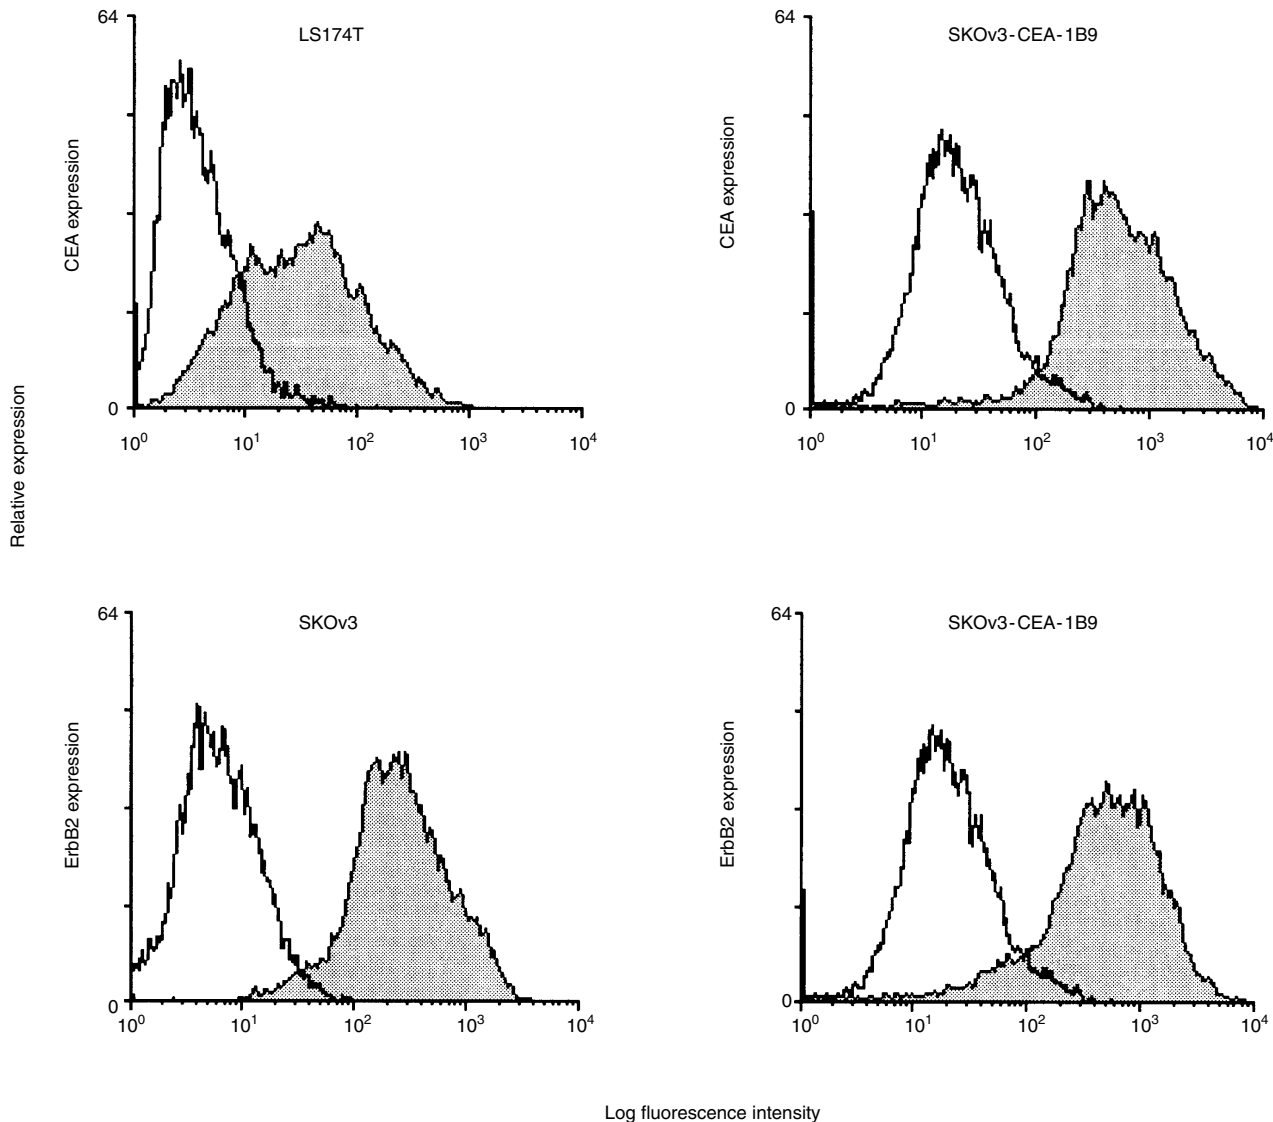 64
LS174T
CEA expression
0
10⁰ 10¹ 10² 10³ 10⁴
64
SKOv3-CEA-1B9
CEA expression
0
10⁰ 10¹ 10² 10³ 10⁴
Relative expression
64
SKOv3
ErbB2 expression
0
10⁰ 10¹ 10² 10³ 10⁴
64
SKOv3-CEA-1B9
ErbB2 expression
0
10⁰ 10¹ 10² 10³ 10⁴
Log fluorescence intensity